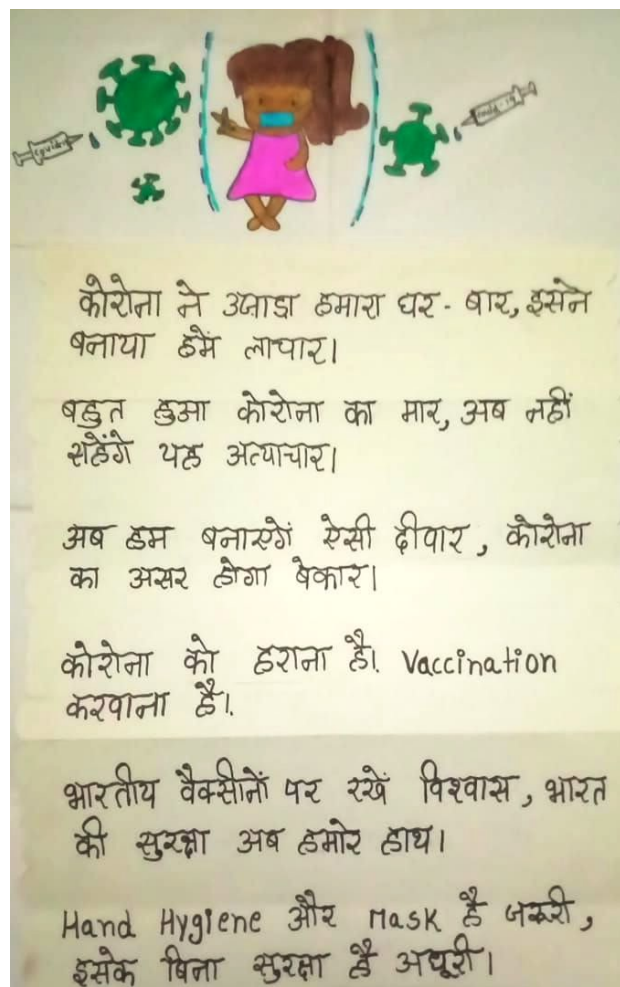 कोरोना ने उजाडा हमारा घर - बार, इसने
बनाया हमें लाचार।
बहुत हुआ कोरोना का मार, अब नहीं
सहेंगे यह अत्याचार।
अब हम बनाएगें ऐसी दीवार, कोरोना
का असर होगा बेकार।
कोरोना को हराना है। Vaccination
करवाना है।
भारतीय वैक्सीनों पर रखें विश्वास, भारत
की सुरक्षा अब हमारे हाथ।
Hand Hygiene और Mask है जरूरी,
इसके बिना सुरक्षा है अधूरी।